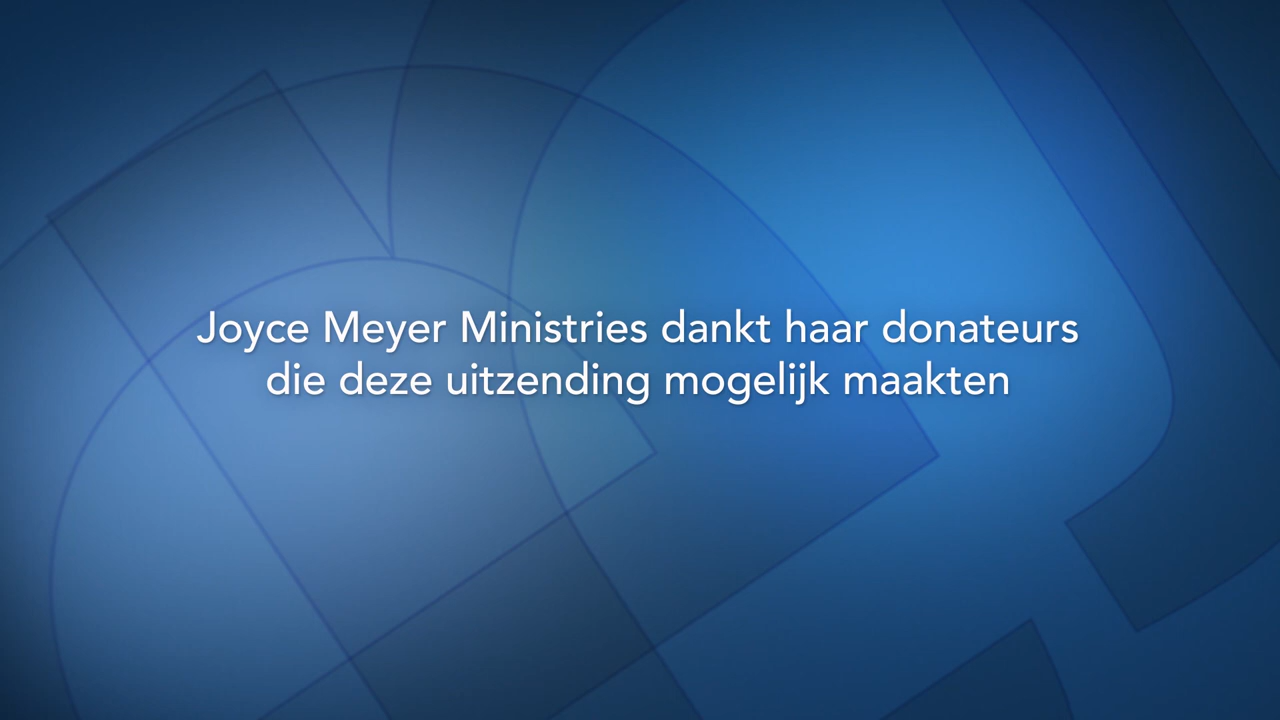 Joyce Meyer Ministries dankt haar donateurs
die deze uitzending mogelijk maakten